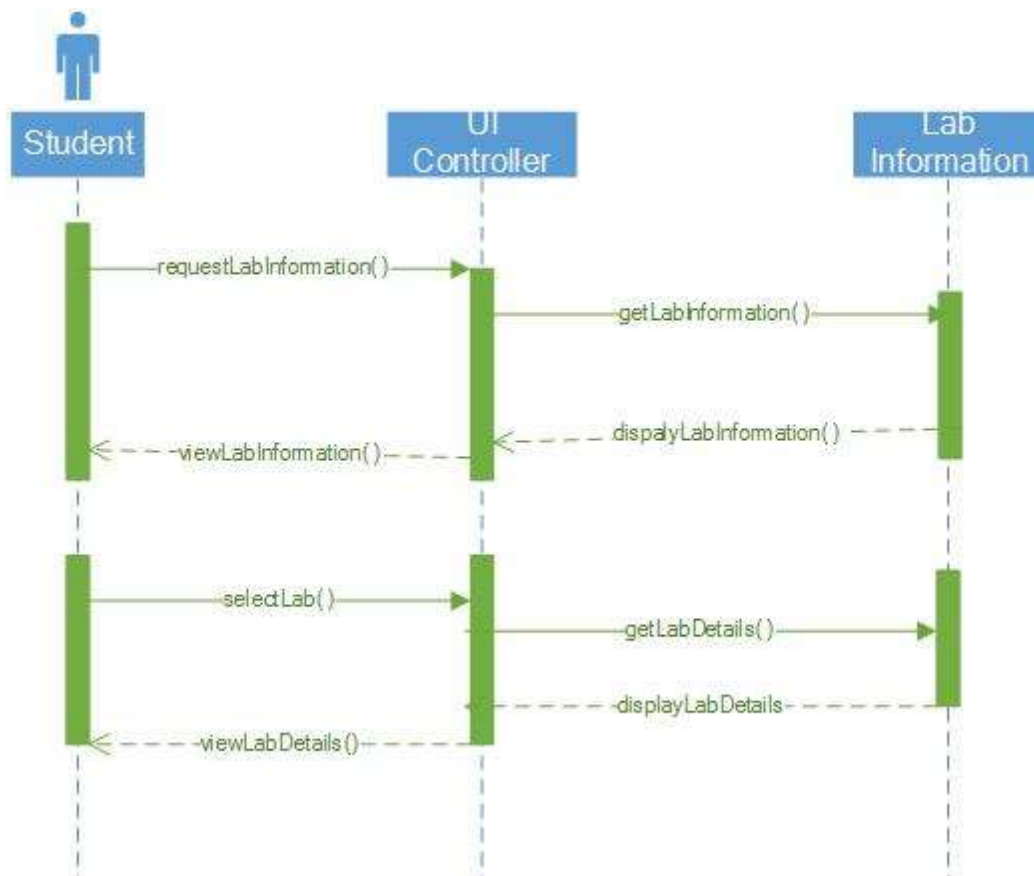 Student
UI
Controller
Lab
Information
requestLabInformation()
getLabInformation()
dispalyLabInformation()
viewLabInformation()
selectLab()
getLabDetails()
displayLabDetails
viewLabDetails()